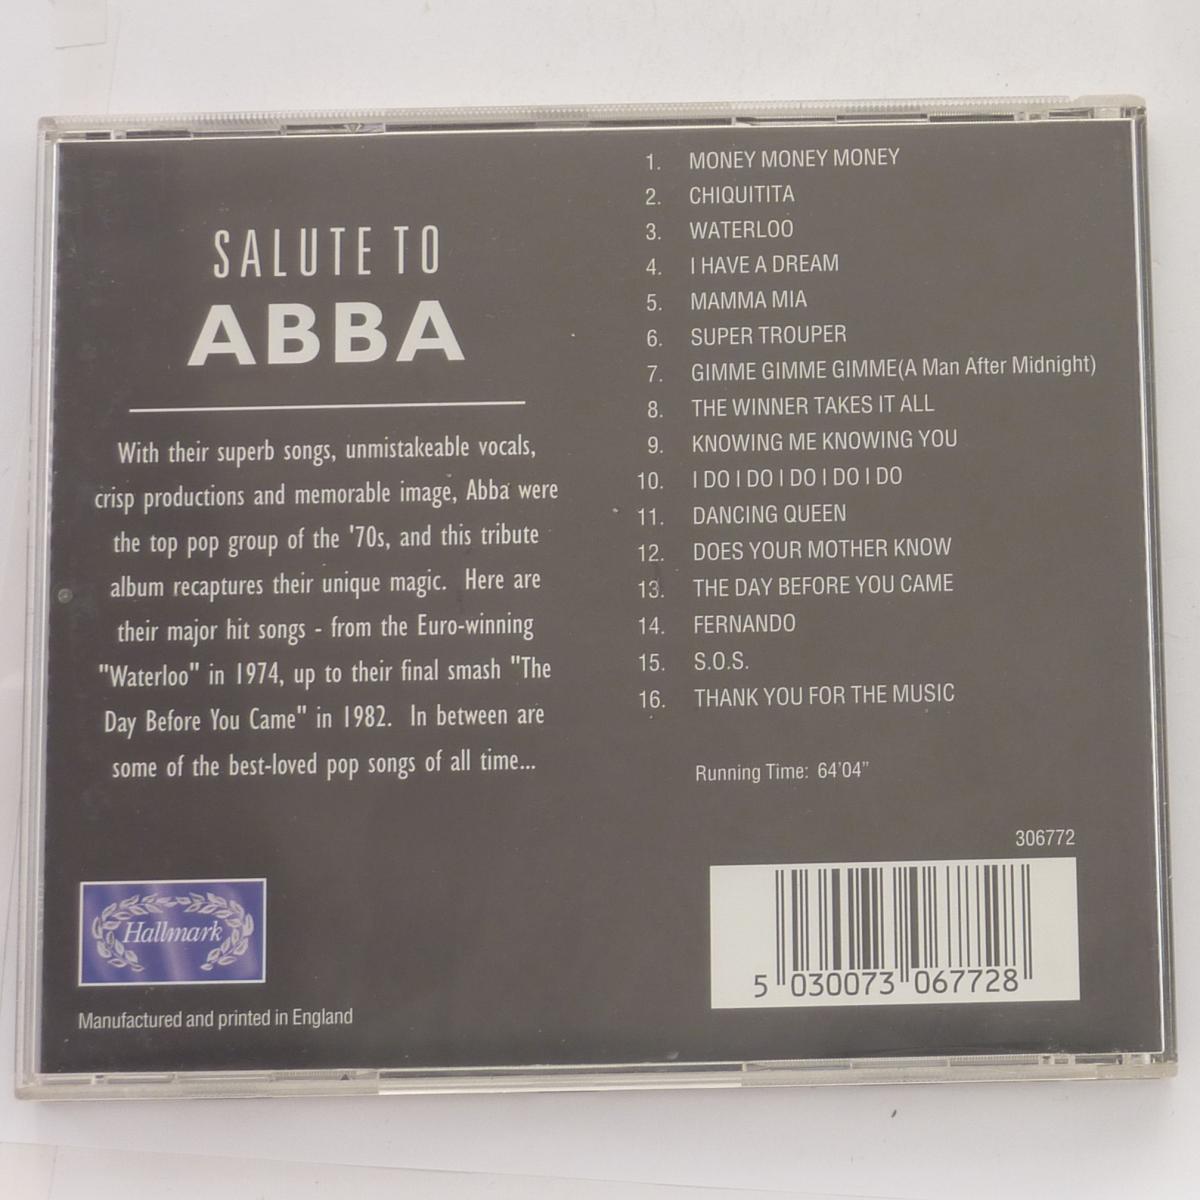 SALUTE TO
ABBA
With their superb songs, unmistakeable vocals,
crisp productions and memorable image, Abba were
the top pop group of the '70s, and this tribute
album recaptures their unique magic. Here are
their major hit songs - from the Euro-winning
"Waterloo" in 1974, up to their final smash "The
Day Before You Came" in 1982. In between are
some of the best-loved pop songs of all time...
Hallmark
Manufactured and printed in England
1. MONEY MONEY MONEY
2. CHIQUITITA
3. WATERLOO
4. I HAVE A DREAM
5. MAMMA MIA
6. SUPER TROUPER
7. GIMME GIMME GIMME(A Man After Midnight)
8. THE WINNER TAKES IT ALL
9. KNOWING ME KNOWING YOU
10. I DO I DO I DO I DO I DO
11. DANCING QUEEN
12. DOES YOUR MOTHER KNOW
13. THE DAY BEFORE YOU CAME
14. FERNANDO
15. S.O.S.
16. THANK YOU FOR THE MUSIC
Running Time: 64'04"
306772
5 030073 067728